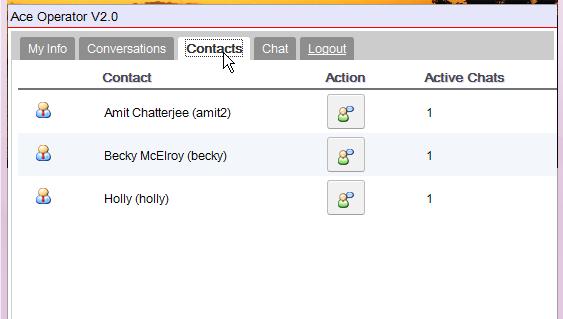 Ace Operator V2.0
My Info Conversations Contacts Chat Logout
Contact Action Active Chats
Amit Chatterjee (amit2) 1
Becky McElroy (becky) 1
Holly (holly) 1